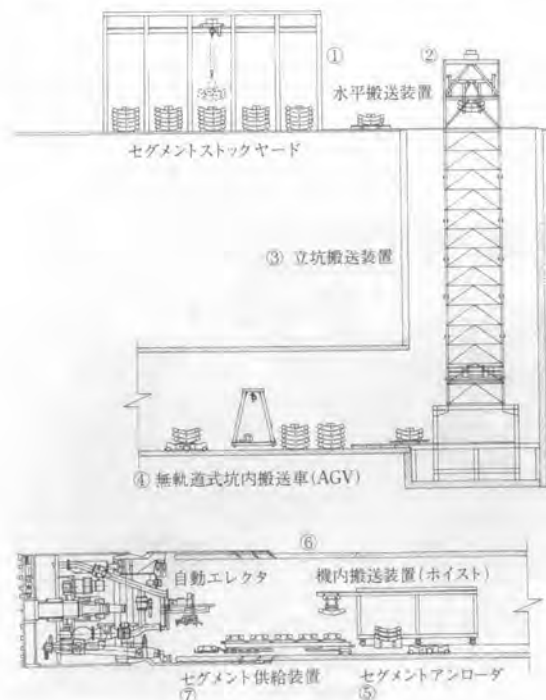 ①
②
水平搬送装置
セグメントストックヤード
③ 立坑搬送装置
④ 無軌道式坑内搬送車(AGV)
⑥
自動エレクタ
機内搬送装置(ホイスト)
セグメント供給装置
セグメントアンローダ
⑦
⑤